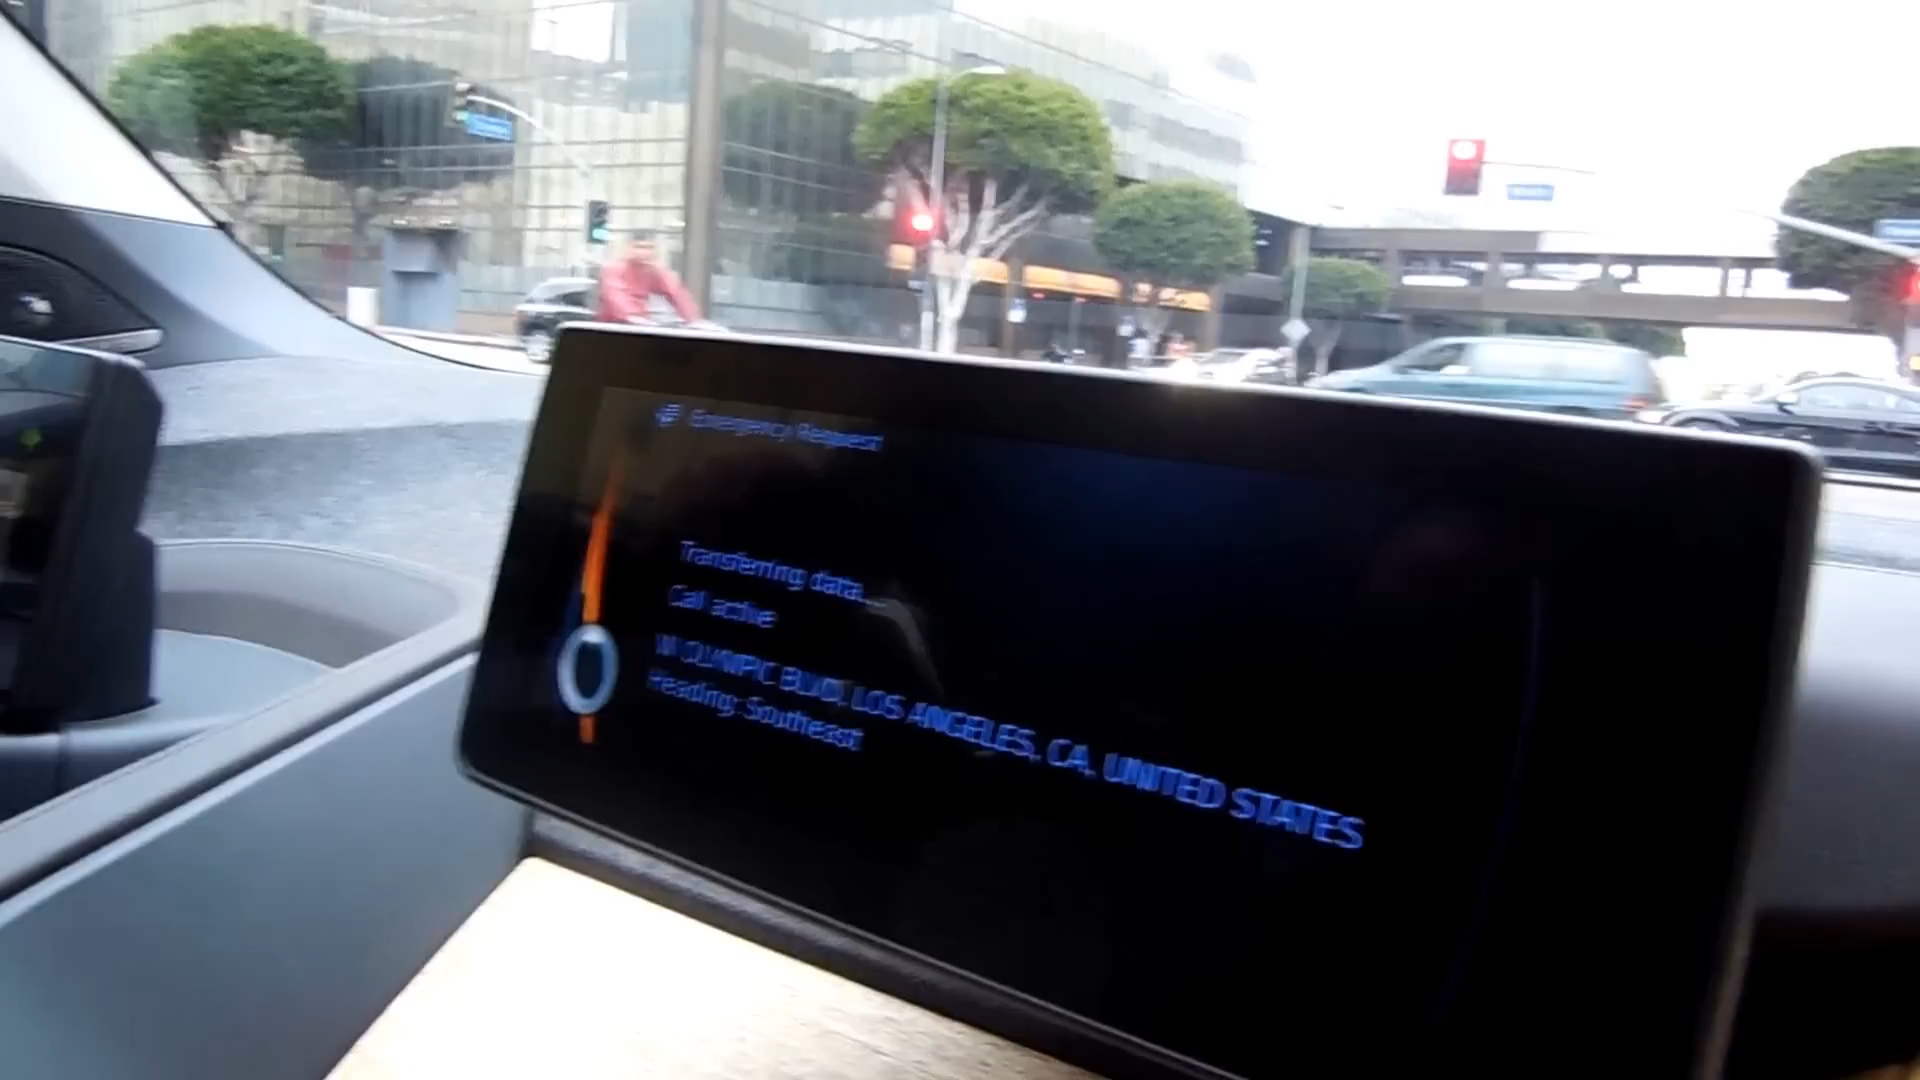 Emergency Request
Transferring data...
Call active
W OLYMPIC BLVD, LOS ANGELES, CA, UNITED STATES
Heading: Southeast